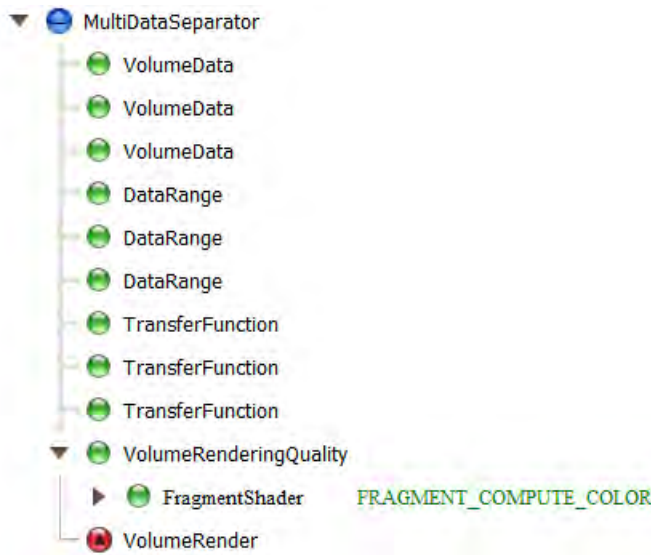 MultiDataSeparator
VolumeData
VolumeData
VolumeData
DataRange
DataRange
DataRange
TransferFunction
TransferFunction
TransferFunction
VolumeRenderingQuality
FragmentShader FRAGMENT_COMPUTE_COLOR
VolumeRender